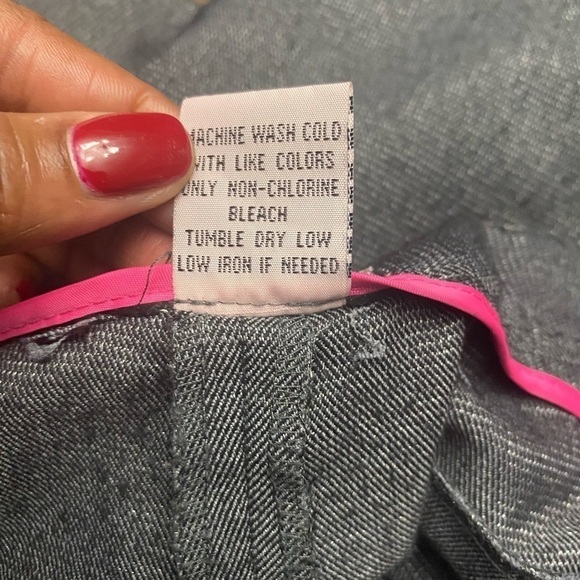 MACHINE WASH COLD
WITH LIKE COLORS
ONLY NON-CHLORINE
BLEACH
TUMBLE DRY LOW
LOW IRON IF NEEDED